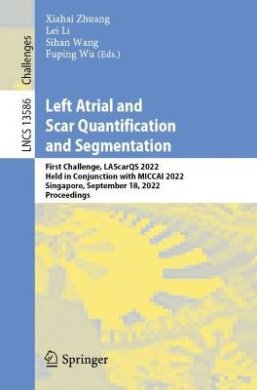 Xiahai Zhuang
Lei Li
Sihan Wang
Fuping Wu (Eds.)
Challenges
LNCS 13586
Left Atrial and
Scar Quantification
and Segmentation
First Challenge, LAScarQS 2022
Held in Conjunction with MICCAI 2022
Singapore, September 18, 2022
Proceedings
Springer